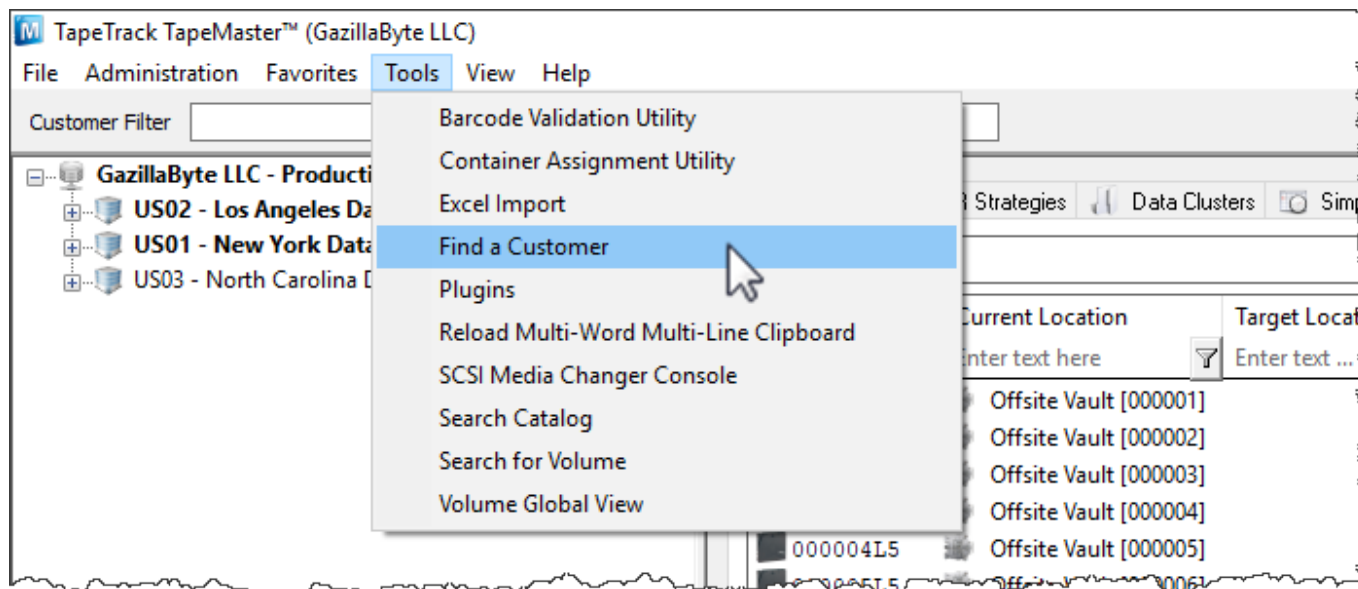 TapeTrack TapeMaster™ (GazillaByte LLC)
File Administration Favorites Tools View Help
Customer Filter
Barcode Validation Utility
Container Assignment Utility
Excel Import
Find a Customer
Plugins
Reload Multi-Word Multi-Line Clipboard
SCSI Media Changer Console
Search Catalog
Search for Volume
Volume Global View
GazillaByte LLC - Producti
US02 - Los Angeles Da
US01 - New York Data
US03 - North Carolina
Strategies Data Clusters Simp
Current Location Target Locat
Enter text here Enter text ...
Offsite Vault [000001]
Offsite Vault [000002]
Offsite Vault [000003]
Offsite Vault [000004]
000004L5 Offsite Vault [000005]